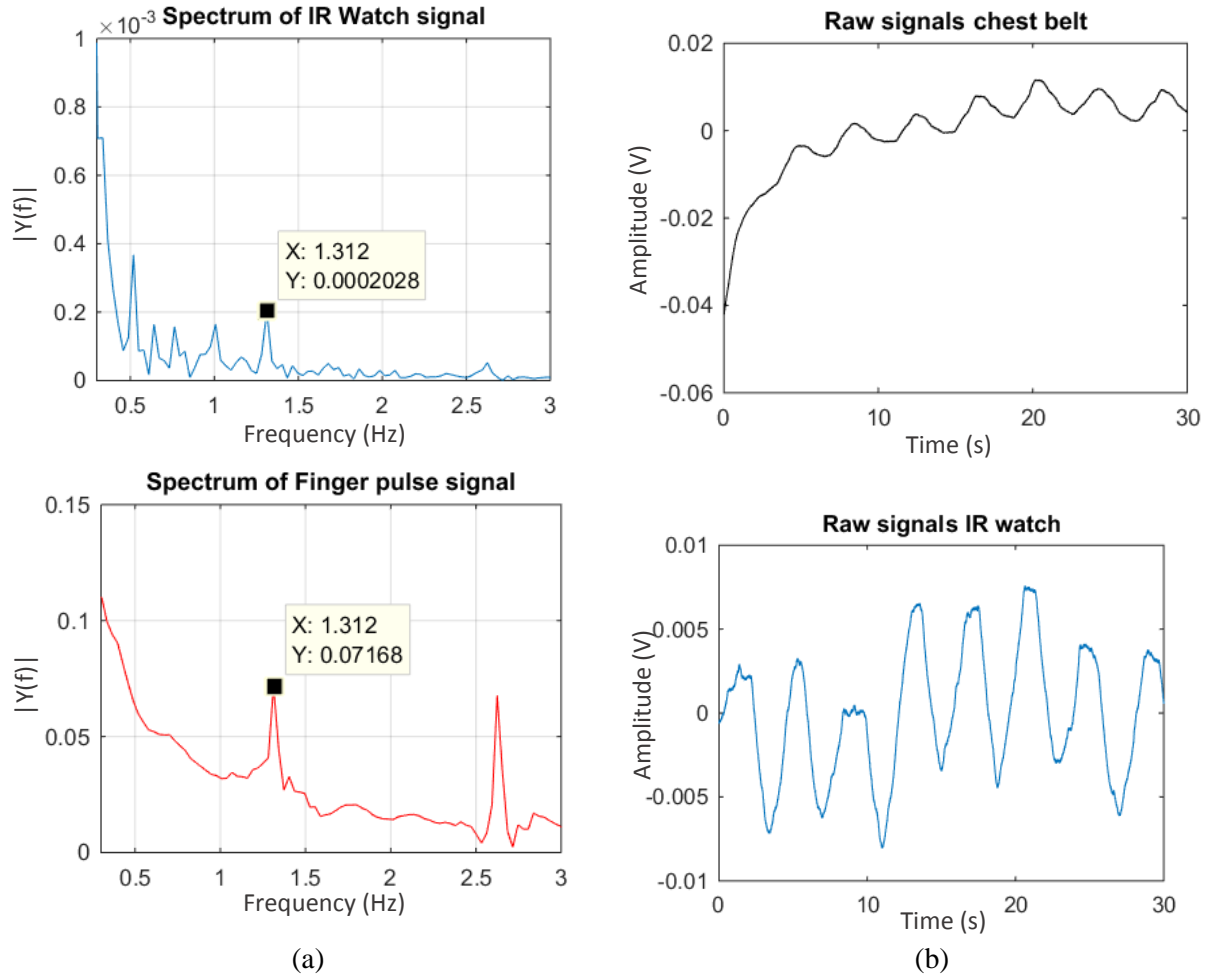 Spectrum of IR Watch signal
×10^-3
1
0.8
0.6
0.4
0.2
0
|Y(f)|
X: 1.312
Y: 0.0002028
0.5 1 1.5 2 2.5 3
Frequency (Hz)
Spectrum of Finger pulse signal
0.15
0.1
0.05
0
|Y(f)|
X: 1.312
Y: 0.07168
0.5 1 1.5 2 2.5 3
Frequency (Hz)
(a)
Raw signals chest belt
0.02
0
-0.02
-0.04
-0.06
Amplitude (V)
0 10 20 30
Time (s)
Raw signals IR watch
0.01
0.005
0
-0.005
-0.01
Amplitude (V)
0 10 20 30
Time (s)
(b)